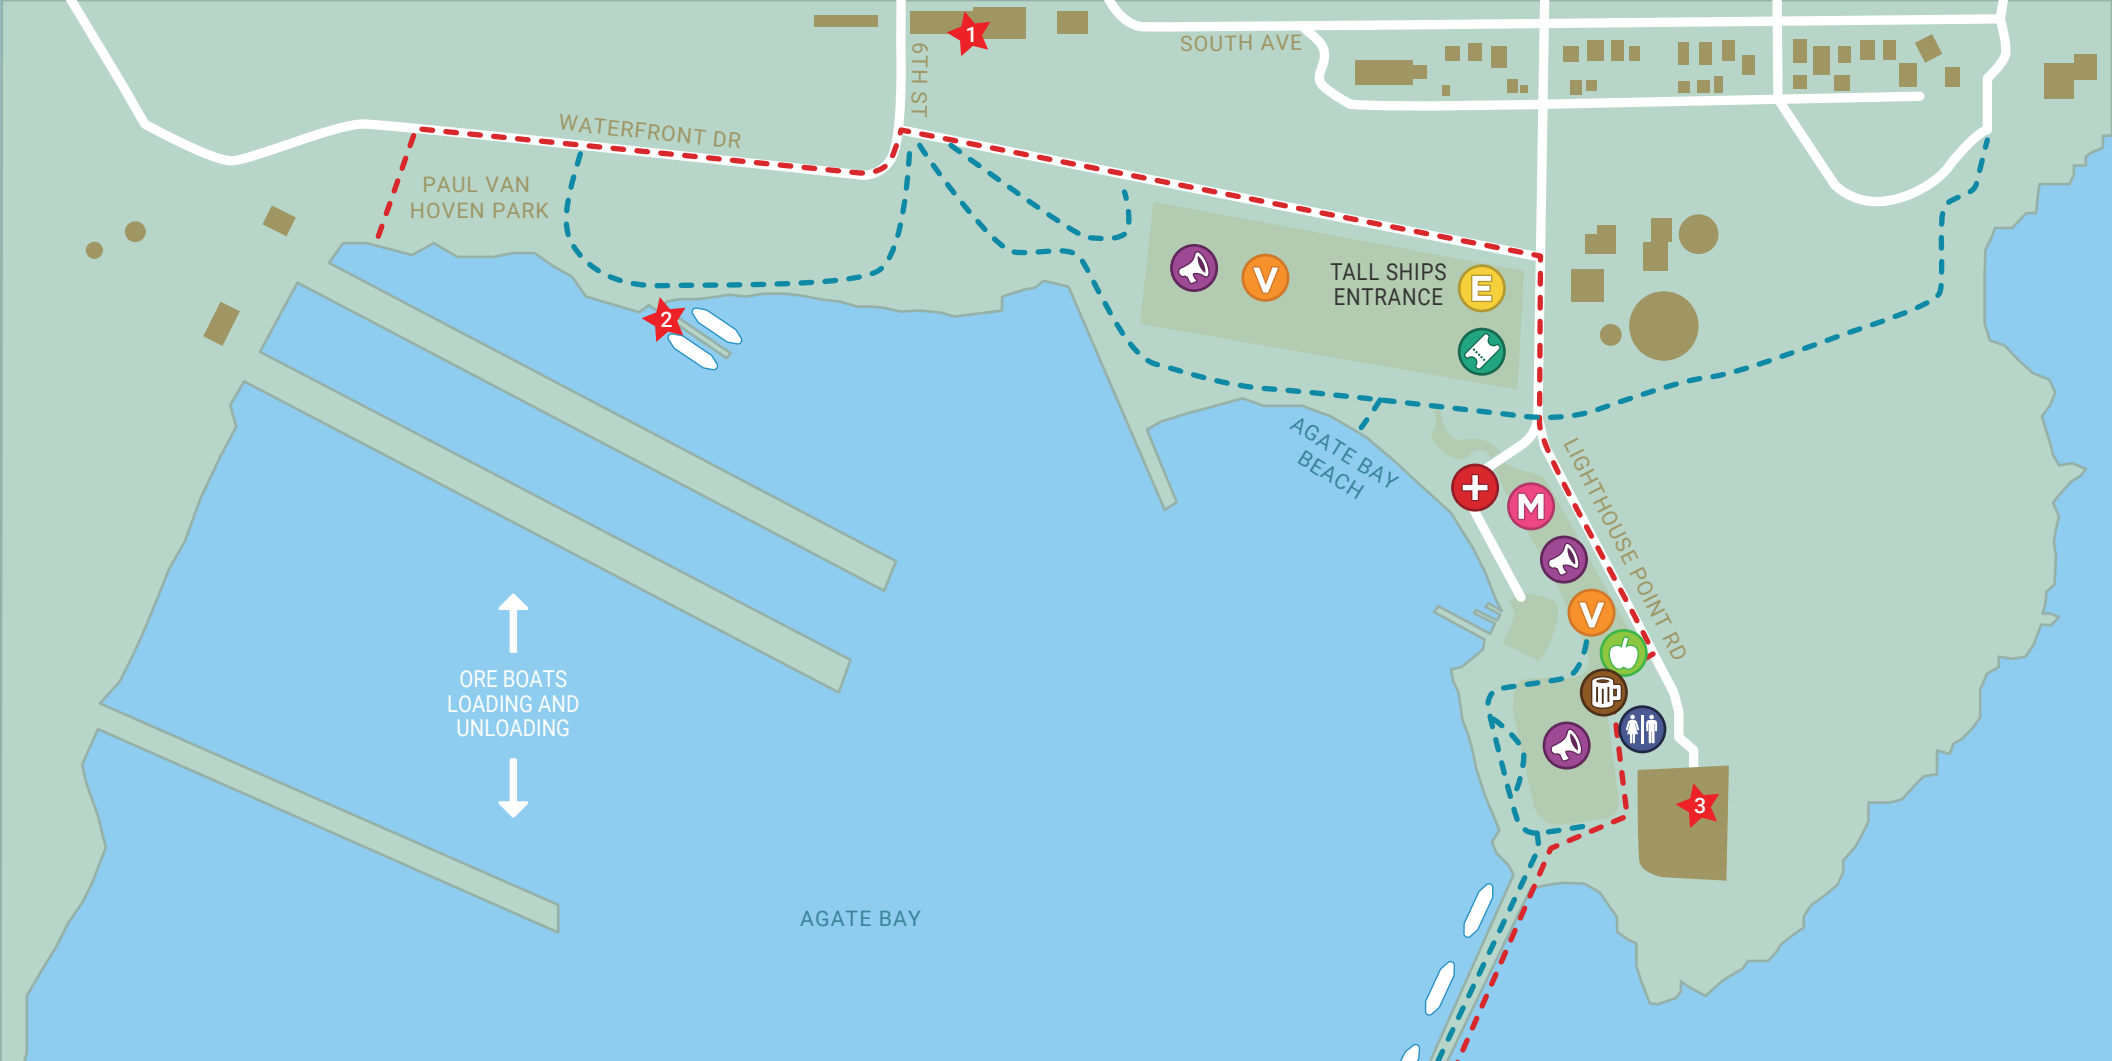 1
SOUTH AVE
6TH ST
WATERFRONT DR
PAUL VAN
HOVEN PARK
TALL SHIPS
ENTRANCE
V
E
2
AGATE BAY
BEACH
LIGHTHOUSE POINT RD
M
V
ORE BOATS
LOADING AND
UNLOADING
3
AGATE BAY